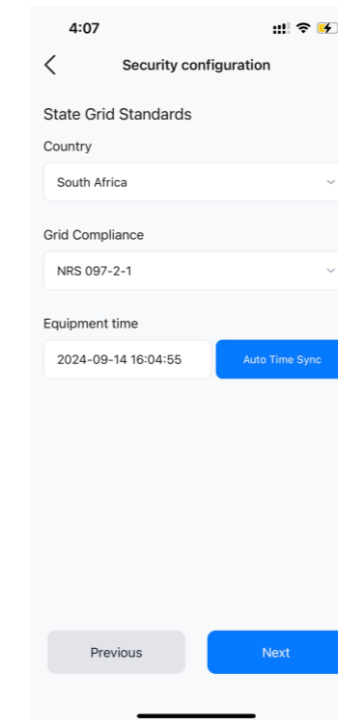 4:07
Security configuration
State Grid Standards
Country
South Africa
Grid Compliance
NRS 097-2-1
Equipment time
2024-09-14 16:04:55
Auto Time Sync
Previous
Next